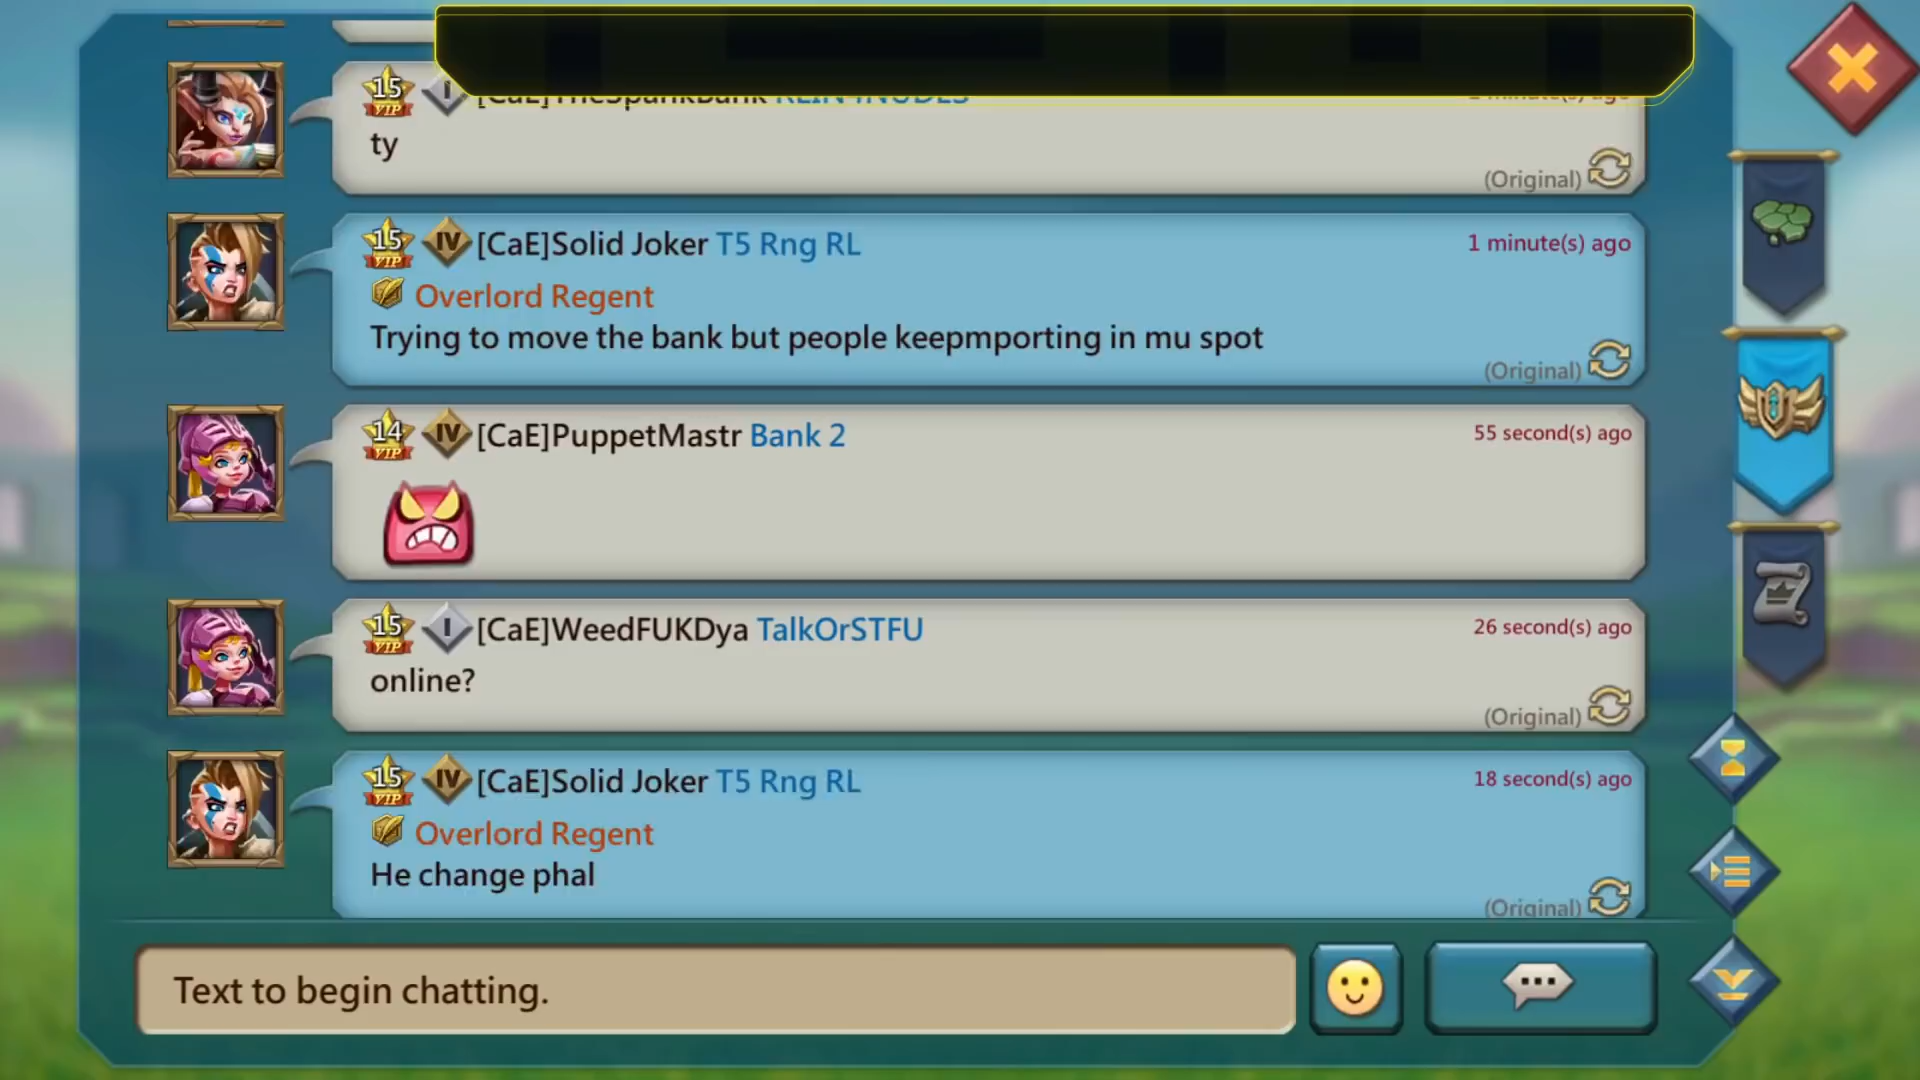 15 VIP I [CaE]TheSpankBank REIN4NUDES
ty
(Original)
15 VIP IV [CaE]Solid Joker T5 Rng RL 1 minute(s) ago
Overlord Regent
Trying to move the bank but people keepmporting in mu spot
(Original)
14 VIP IV [CaE]PuppetMastr Bank 2 55 second(s) ago
15 VIP I [CaE]WeedFUKDya TalkOrSTFU 26 second(s) ago
online?
(Original)
15 VIP IV [CaE]Solid Joker T5 Rng RL 18 second(s) ago
Overlord Regent
He change phal
(Original)
Text to begin chatting.